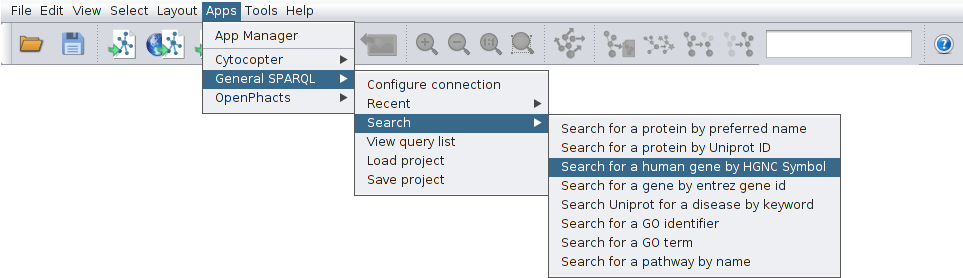 File Edit View Select Layout Apps Tools Help
App Manager
Cytocopter
General SPARQL
OpenPhacts
Configure connection
Recent
Search
View query list
Load project
Save project
Search for a protein by preferred name
Search for a protein by Uniprot ID
Search for a human gene by HGNC Symbol
Search for a gene by entrez gene id
Search Uniprot for a disease by keyword
Search for a GO identifier
Search for a GO term
Search for a pathway by name